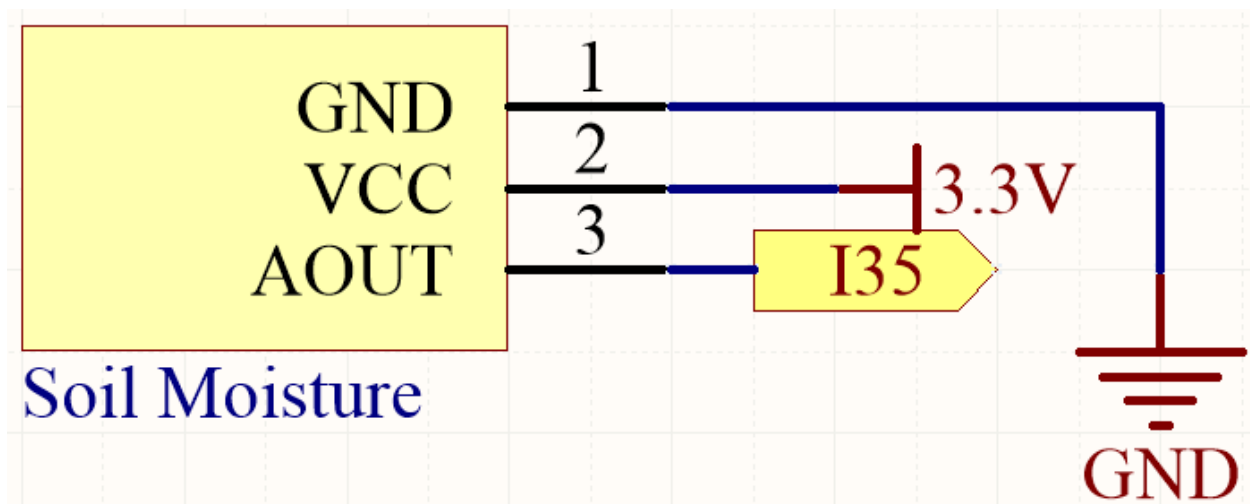 GND 1
VCC 2
3.3V
AOUT 3
I35
Soil Moisture
GND